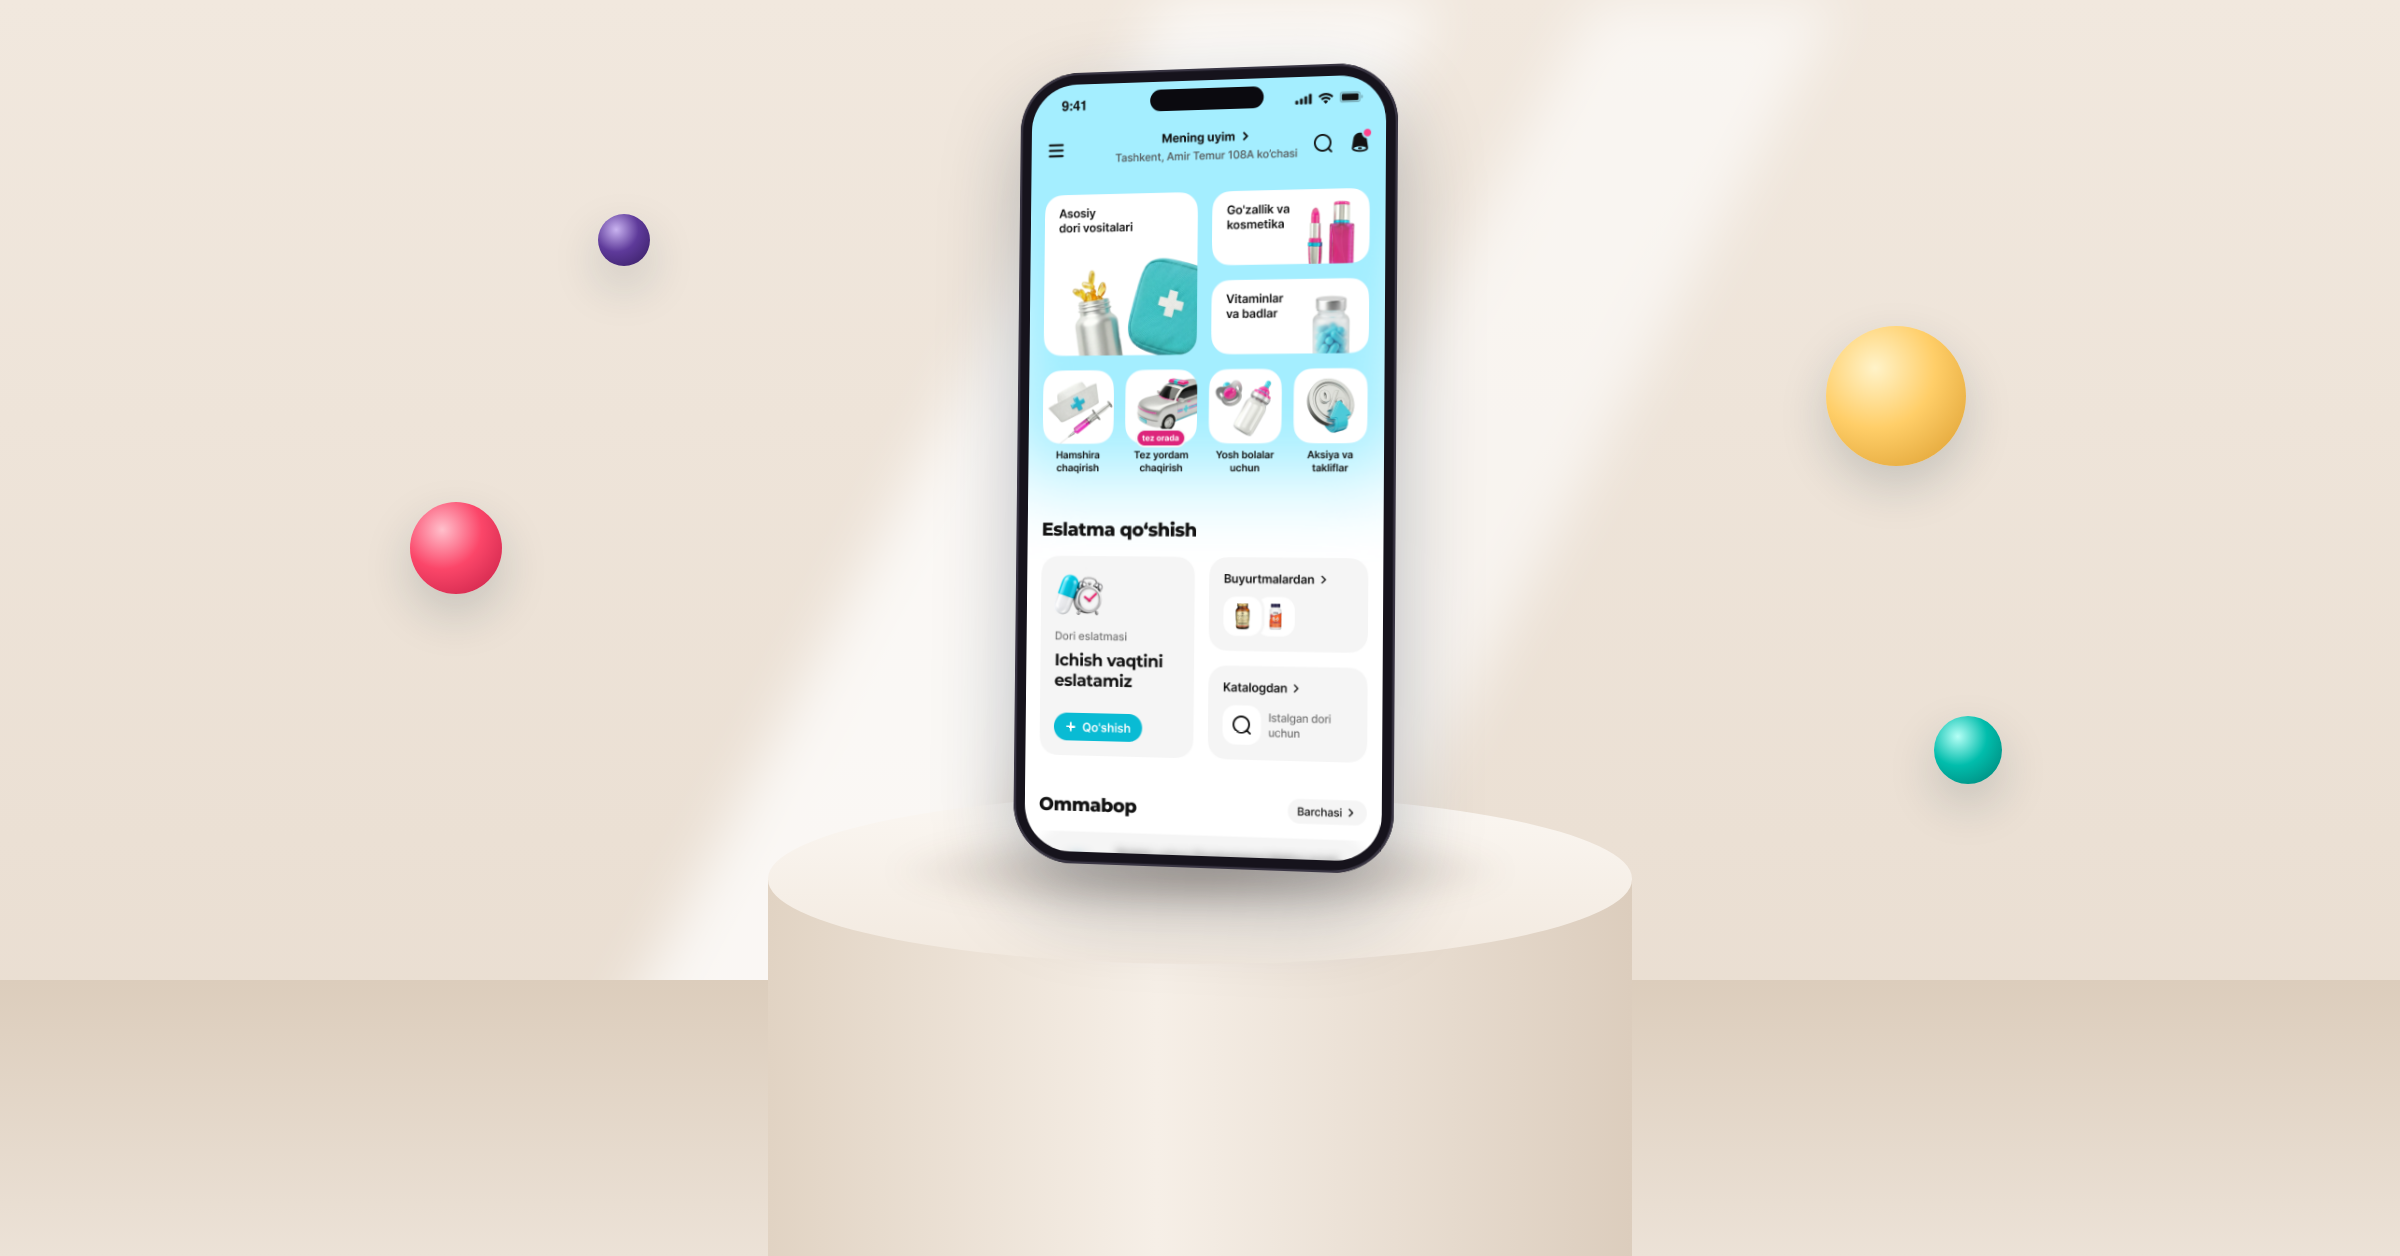 9:41
Mening uyim
Tashkent, Amir Temur 108A ko'chasi
Asosiy
dori vositalari
Go'zallik va
kosmetika
Vitaminlar
va badlar
tez orada
Hamshira
chaqirish
Tez yordam
chaqirish
Yosh bolalar
uchun
Aksiya va
takliflar
Eslatma qo‘shish
Dori eslatmasi
Ichish vaqtini
eslatamiz
+ Qo'shish
Buyurtmalardan
Katalogdan
Istalgan dori
uchun
Ommabop
Barchasi